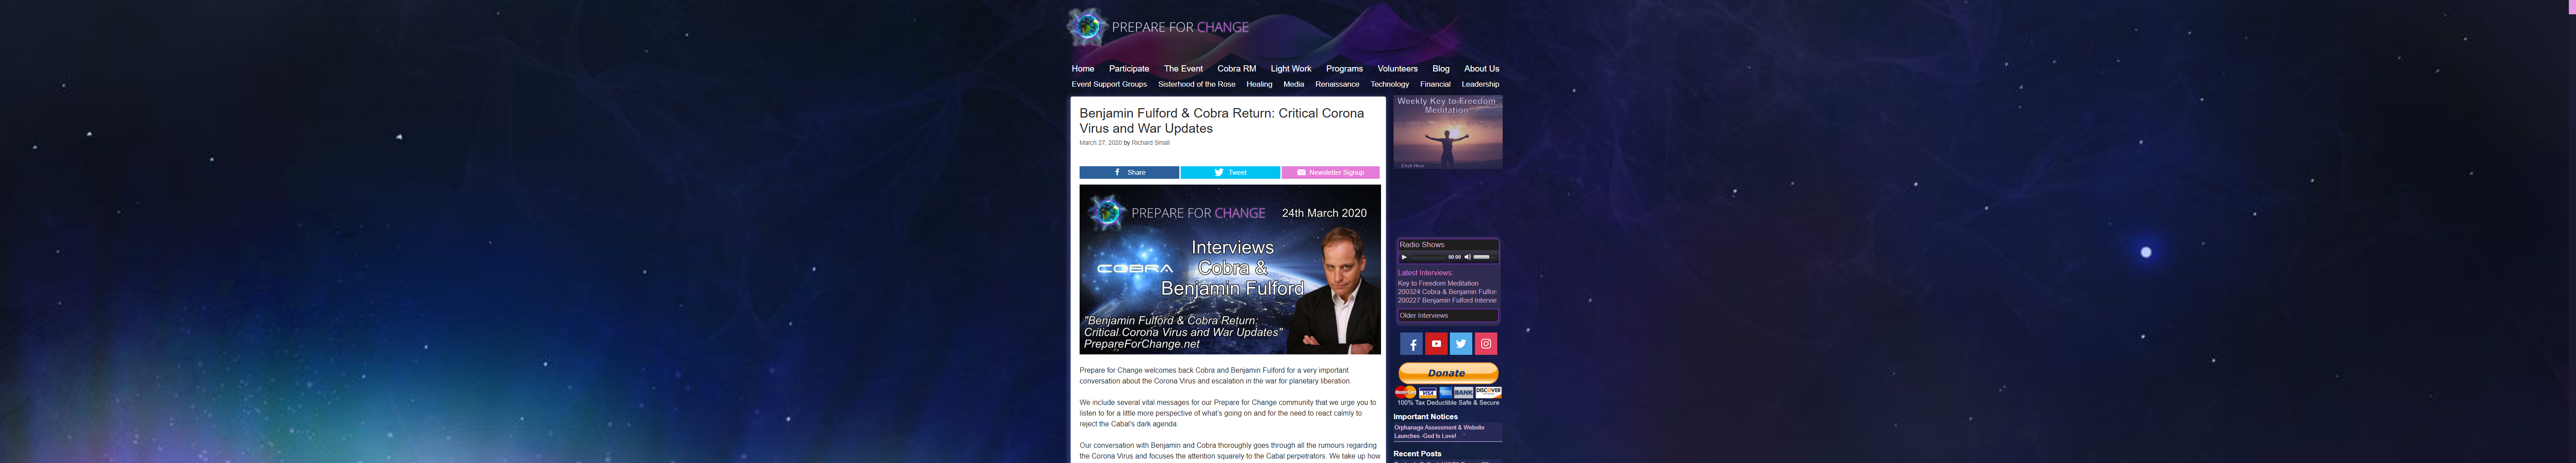 PREPARE FOR CHANGE
Home Participate The Event Cobra RM Light Work Programs Volunteers Blog About Us
Event Support Groups Sisterhood of the Rose Healing Media Renaissance Technology Financial Leadership
Benjamin Fulford & Cobra Return: Critical Corona
Virus and War Updates
March 27, 2020 by Richard Small
Share Tweet Newsletter Signup
PREPARE FOR CHANGE 24th March 2020
Interviews
COBRA
Cobra &
Benjamin Fulford
"Benjamin Fulford & Cobra Return:
Critical Corona Virus and War Updates"
PrepareForChange.net
Prepare for Change welcomes back Cobra and Benjamin Fulford for a very important
conversation about the Corona Virus and escalation in the war for planetary liberation.
We include several vital messages for our Prepare for Change community that we urge you to
listen to for a little more perspective of what's going on and for the need to react calmly to
reject the Cabal's dark agenda.
Our conversation with Benjamin and Cobra thoroughly goes through all the rumours regarding
the Corona Virus and focuses the attention squarely to the Cabal perpetrators. We take up how
Weekly Key to Freedom
Meditation
Click Here
Radio Shows
00:00
Latest Interviews:
Key to Freedom Meditation
200324 Cobra & Benjamin Fulfor
200227 Benjamin Fulford Intervie
Older Interviews
Donate
MasterCard VISA BANK DISCOVER
100% Tax Deductible Safe & Secure
Important Notices
Orphanage Assessment & Website
Launches -God Is Love!
Recent Posts